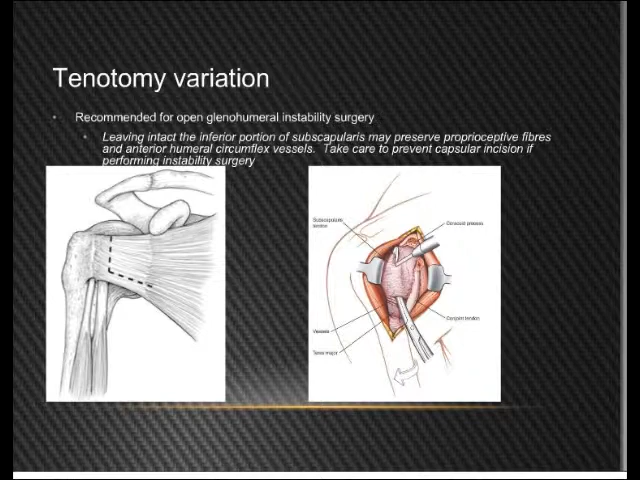 Tenotomy variation
Recommended for open glenohumeral instability surgery
Leaving intact the inferior portion of subscapularis may preserve proprioceptive fibres
and anterior humeral circumflex vessels. Take care to prevent capsular incision if
performing instability surgery
Subscapularis
tendon
Coracoid process
Vessels
Conjoint tendon
Teres major